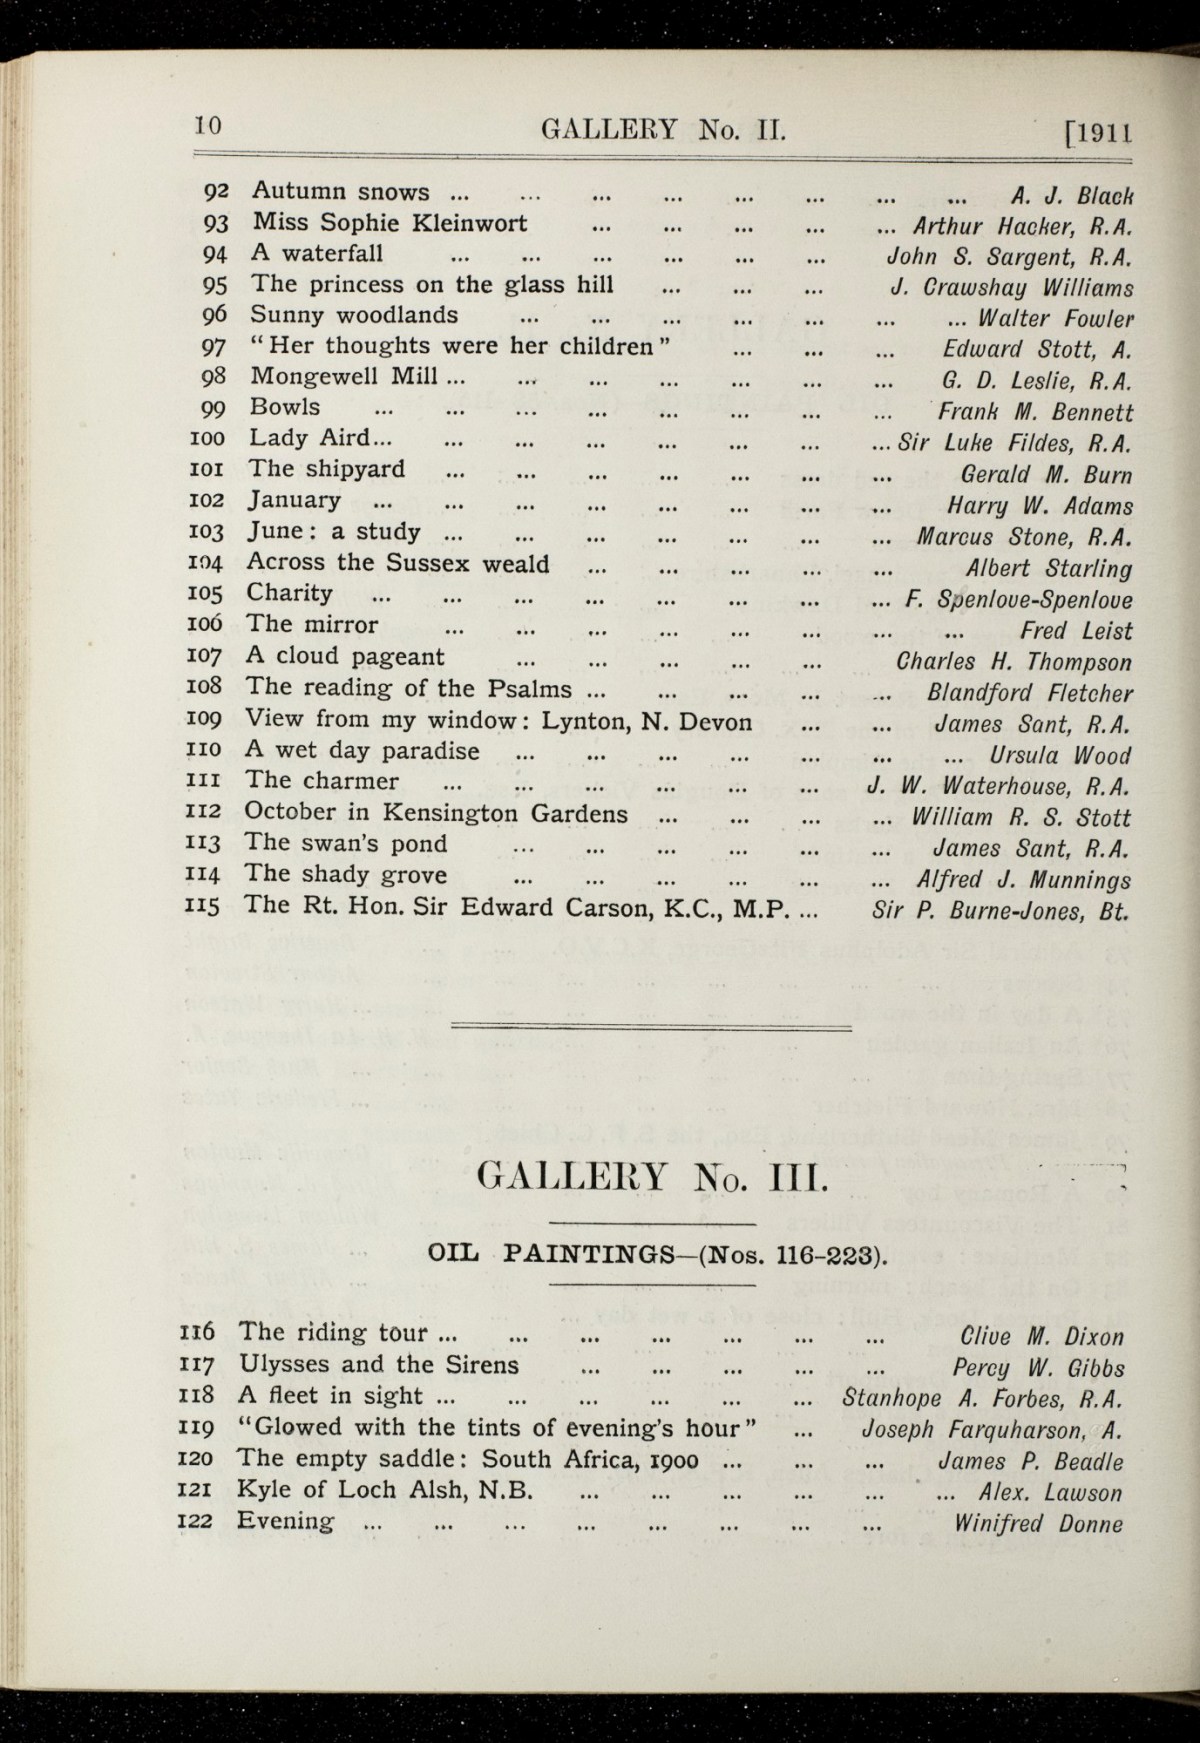 10 GALLERY No. II. [1911
92 Autumn snows ... ... ... ... ... ... ... ... A. J. Black
93 Miss Sophie Kleinwort ... ... ... ... ... Arthur Hacker, R.A.
94 A waterfall ... ... ... ... ... ... John S. Sargent, R.A.
95 The princess on the glass hill ... ... ... J. Crawshay Williams
96 Sunny woodlands ... ... ... ... ... ... ... Walter Fowler
97 “Her thoughts were her children” ... ... ... Edward Stott, A.
98 Mongewell Mill ... ... ... ... ... ... ... G. D. Leslie, R.A.
99 Bowls ... ... ... ... ... ... ... ... Frank M. Bennett
100 Lady Aird... ... ... ... ... ... ... ... Sir Luke Fildes, R.A.
101 The shipyard ... ... ... ... ... ... ... Gerald M. Burn
102 January ... ... ... ... ... ... ... ... Harry W. Adams
103 June: a study ... ... ... ... ... ... ... Marcus Stone, R.A.
104 Across the Sussex weald ... ... ... ... ... Albert Starling
105 Charity ... ... ... ... ... ... ... ... F. Spenlove-Spenlove
106 The mirror ... ... ... ... ... ... ... ... Fred Leist
107 A cloud pageant ... ... ... ... ... Charles H. Thompson
108 The reading of the Psalms ... ... ... ... ... Blandford Fletcher
109 View from my window: Lynton, N. Devon ... ... James Sant, R.A.
110 A wet day paradise ... ... ... ... ... ... ... Ursula Wood
111 The charmer ... ... ... ... ... ... J. W. Waterhouse, R.A.
112 October in Kensington Gardens ... ... ... ... William R. S. Stott
113 The swan's pond ... ... ... ... ... ... James Sant, R.A.
114 The shady grove ... ... ... ... ... ... Alfred J. Munnings
115 The Rt. Hon. Sir Edward Carson, K.C., M.P. ... Sir P. Burne-Jones, Bt.
GALLERY No. III.
OIL PAINTINGS—(Nos. 116-223).
116 The riding tour ... ... ... ... ... ... ... Clive M. Dixon
117 Ulysses and the Sirens ... ... ... ... ... Percy W. Gibbs
118 A fleet in sight ... ... ... ... ... ... Stanhope A. Forbes, R.A.
119 “Glowed with the tints of evening's hour” ... Joseph Farquharson, A.
120 The empty saddle: South Africa, 1900 ... ... ... James P. Beadle
121 Kyle of Loch Alsh, N.B. ... ... ... ... ... ... Alex. Lawson
122 Evening ... ... ... ... ... ... ... ... Winifred Donne